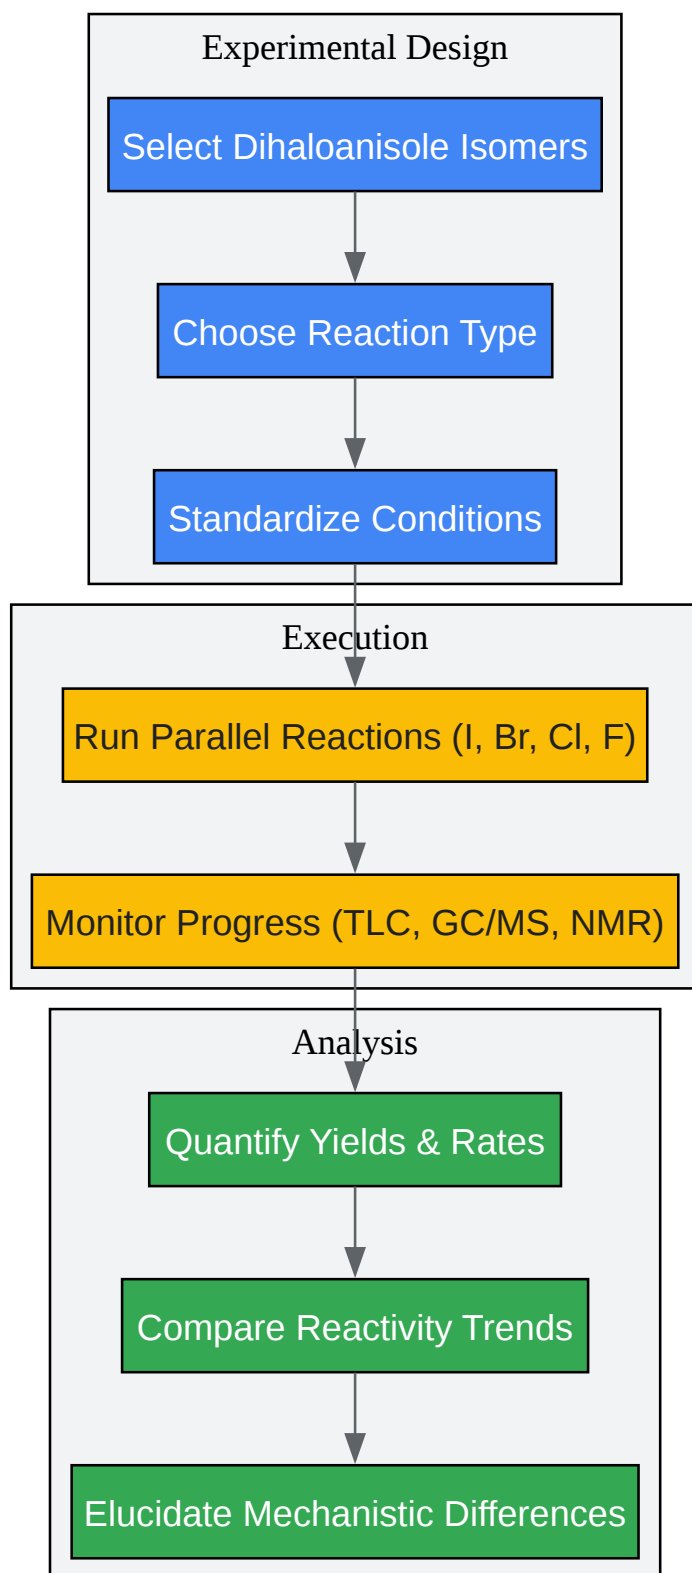 Experimental Design
Select Dihaloanisole Isomers
Choose Reaction Type
Standardize Conditions
Execution
Run Parallel Reactions (I, Br, Cl, F)
Monitor Progress (TLC, GC/MS, NMR)
Analysis
Quantify Yields & Rates
Compare Reactivity Trends
Elucidate Mechanistic Differences